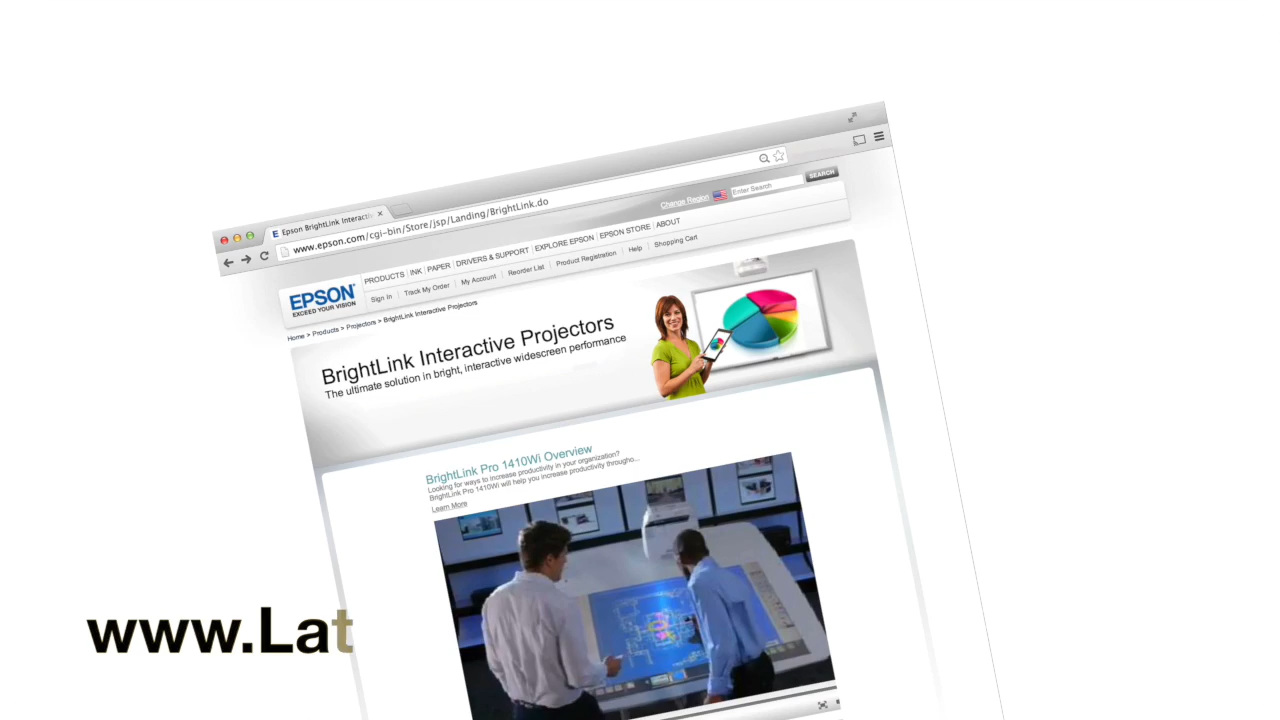 Epson BrightLink Interactiv
www.epson.com/cgi-bin/Store/jsp/Landing/BrightLink.do
Change Region
Enter Search
SEARCH
EPSON
EXCEED YOUR VISION
PRODUCTS INK PAPER DRIVERS & SUPPORT EXPLORE EPSON EPSON STORE ABOUT
Sign In Track My Order My Account Reorder List Product Registration Help Shopping Cart
Home > Products > Projectors > BrightLink Interactive Projectors
BrightLink Interactive Projectors
The ultimate solution in bright, interactive widescreen performance
BrightLink Pro 1410Wi Overview
Looking for ways to increase productivity in your organization?
BrightLink Pro 1410Wi will help you increase productivity througho...
Learn More
www.Lat